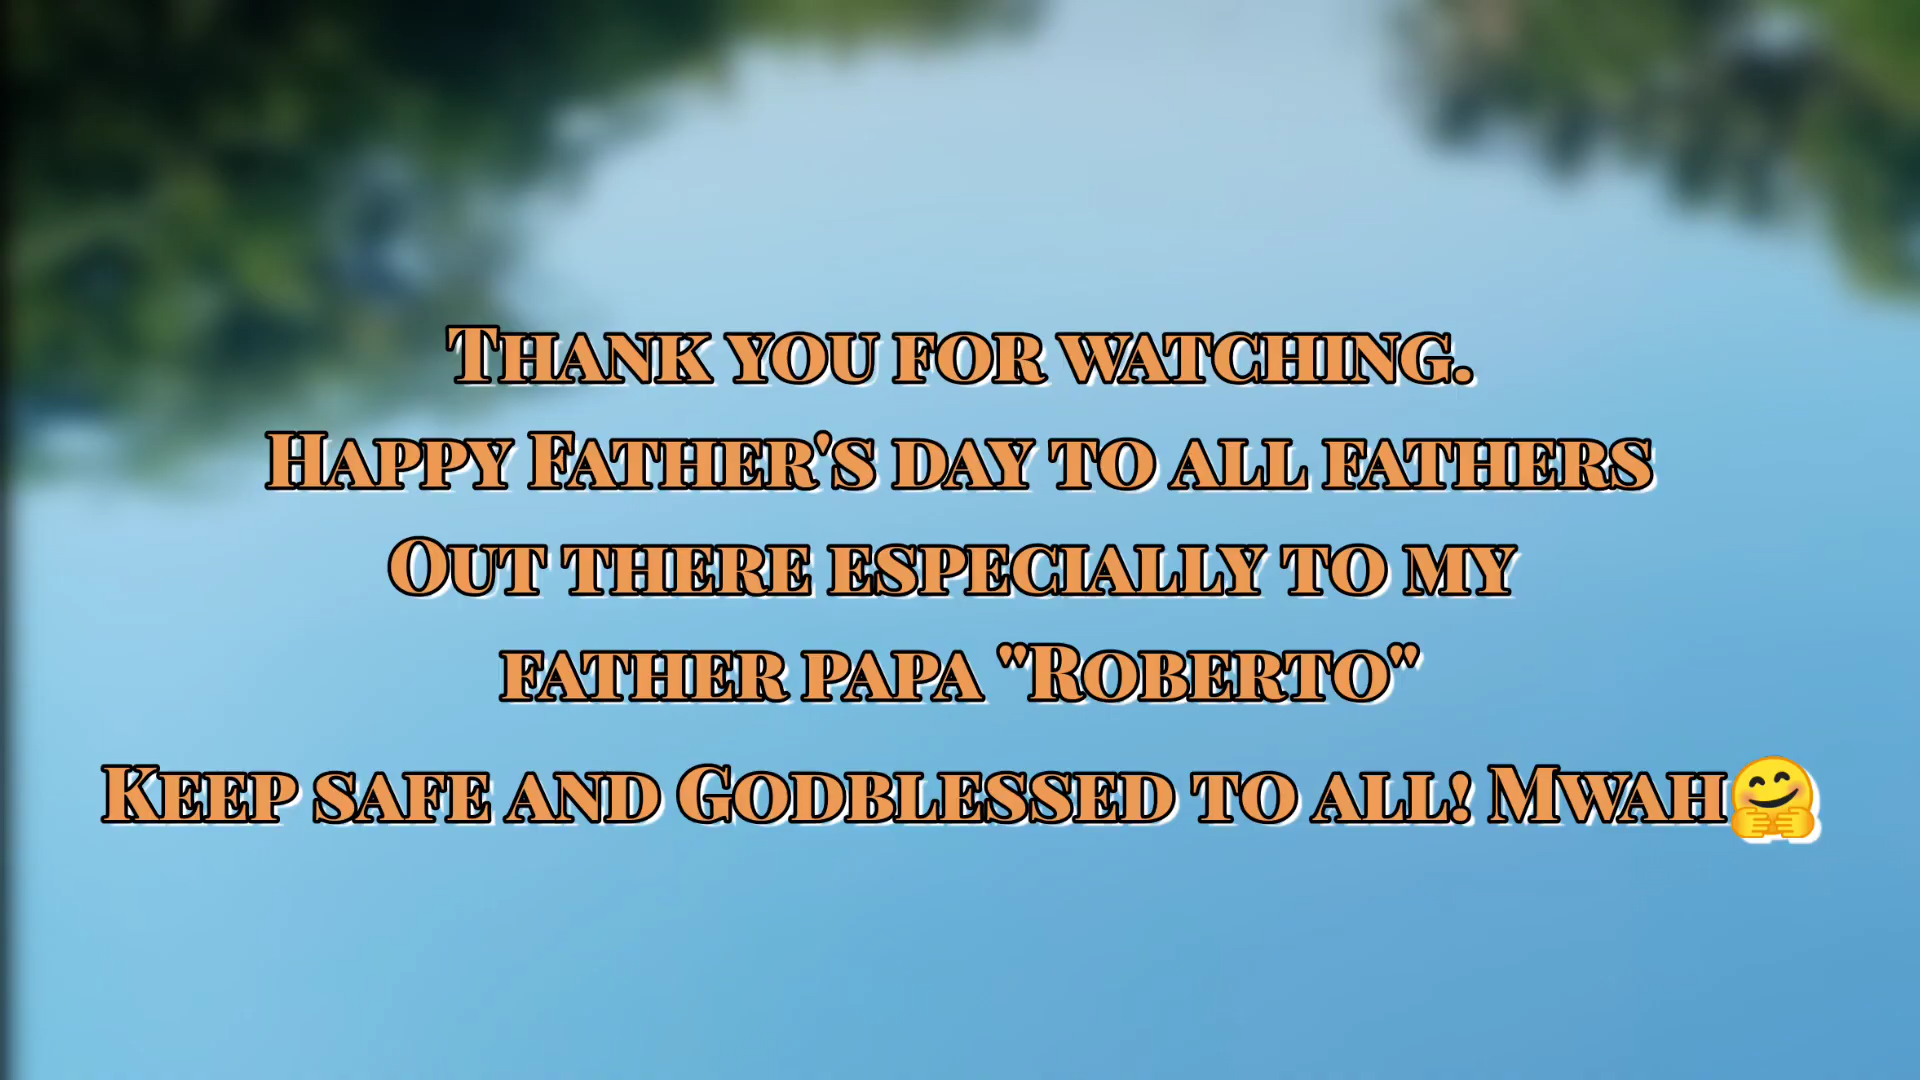 Thank you for watching.
Happy Father's day to all fathers
Out there especially to my
father papa "Roberto"
Keep safe and Godblessed to all! Mwah🤗